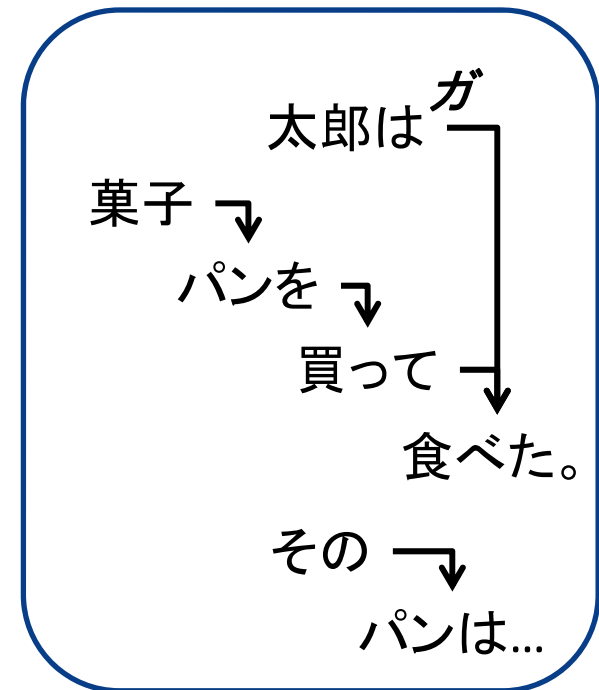 ガ
太郎は
菓子
パンを
買って
食べた。
その
パンは...